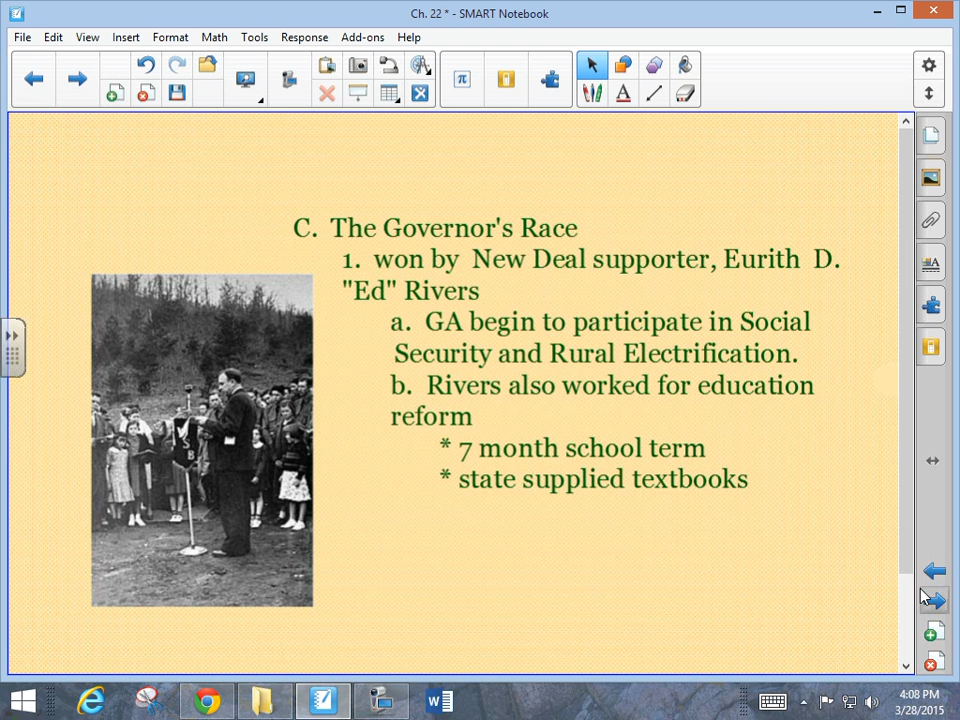 Ch. 22 * - SMART Notebook
File Edit View Insert Format Math Tools Response Add-ons Help
C. The Governor's Race
1. won by New Deal supporter, Eurith D.
"Ed" Rivers
a. GA begin to participate in Social
Security and Rural Electrification.
b. Rivers also worked for education
reform
* 7 month school term
* state supplied textbooks
W S B
4:08 PM
3/28/2015